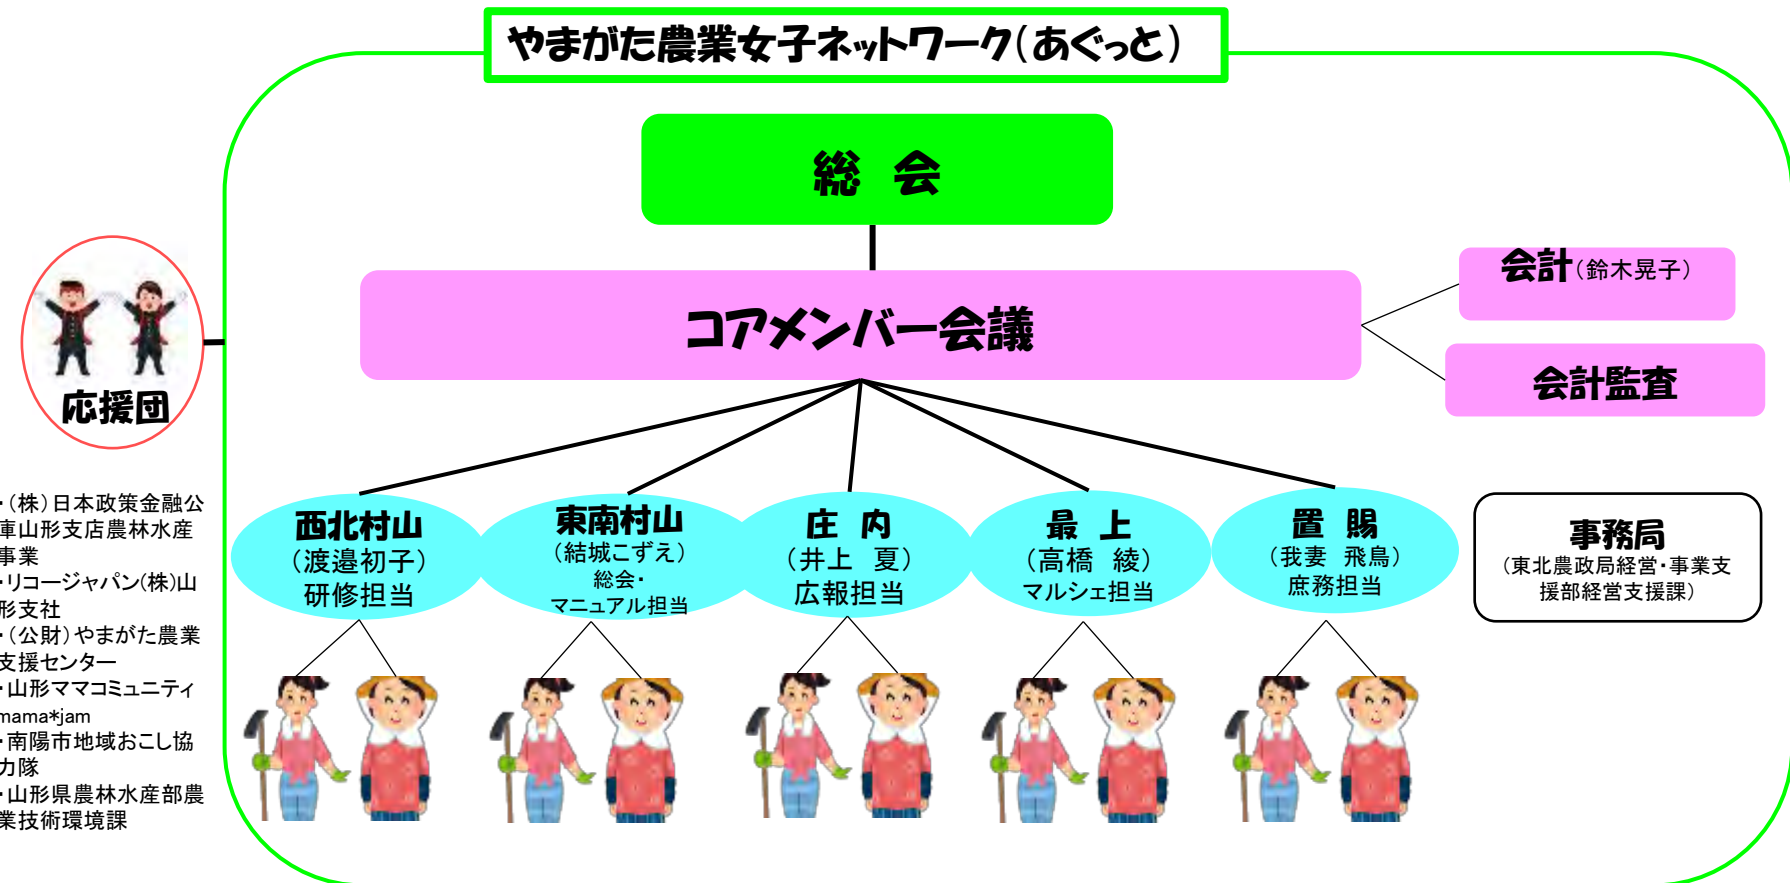 やまがた農業女子ネットワーク(あぐっと)
総　会
コアメンバー会議
会計(鈴木晃子)
会計監査
応援団
・(株)日本政策金融公
庫山形支店農林水産
事業
・リコージャパン(株)山
形支社
・(公財)やまがた農業
支援センター
・山形ママコミュニティ
mama*jam
・南陽市地域おこし協
力隊
・山形県農林水産部農
業技術環境課
西北村山
(渡邉初子)
研修担当
東南村山
(結城こずえ)
総会・
マニュアル担当
庄　内
(井上　夏)
広報担当
最　上
(高橋　綾)
マルシェ担当
置　賜
(我妻　飛鳥)
庶務担当
事務局
(東北農政局経営・事業支
援部経営支援課)